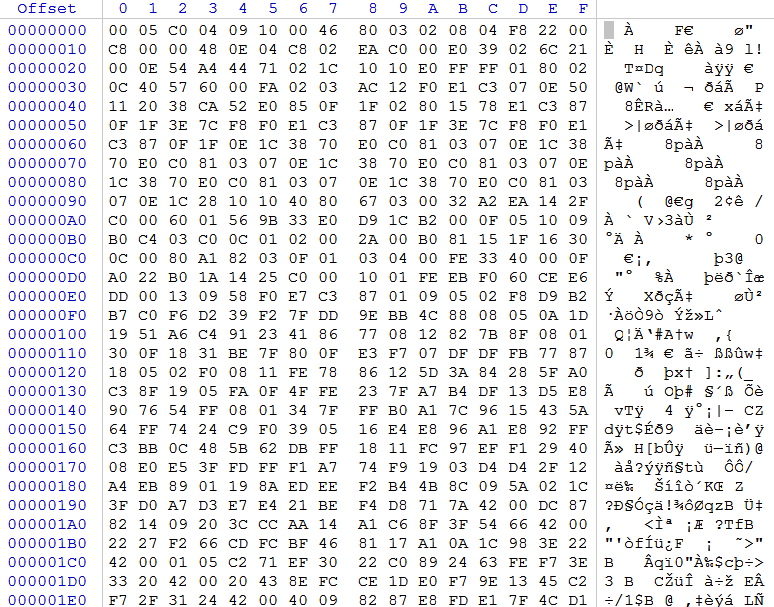 Offset 0 1 2 3 4 5 6 7 8 9 A B C D E F
00000000 00 05 C0 04 09 10 00 46 80 03 02 08 04 F8 22 00 À F€ ø"
00000010 C8 00 00 48 0E 04 C8 02 EA C0 00 E0 39 02 6C 21 È H È êÀ à9 l!
00000020 00 0E 54 A4 44 71 02 1C 10 10 E0 FF FF 01 80 02 T¤Dq àÿÿ €
00000030 0C 40 57 60 00 FA 02 03 AC 12 F0 E1 C3 07 0E 50 @W` ú ¬ ðáÃ P
00000040 11 20 38 CA 52 E0 85 0F 1F 02 80 15 78 E1 C3 87 8ÊRà… € xáÃ‡
00000050 0F 1F 3E 7C F8 F0 E1 C3 87 0F 1F 3E 7C F8 F0 E1 >|øðáÃ‡ >|øðá
00000060 C3 87 0F 1F 0E 1C 38 70 E0 C0 81 03 07 0E 1C 38 Ã‡ 8pàÀ 8
00000070 70 E0 C0 81 03 07 0E 1C 38 70 E0 C0 81 03 07 0E pàÀ 8pàÀ
00000080 1C 38 70 E0 C0 81 03 07 0E 1C 38 70 E0 C0 81 03 8pàÀ 8pàÀ
00000090 07 0E 1C 28 10 10 40 80 67 03 00 32 A2 EA 14 2F ( @€g 2¢ê /
000000A0 C0 00 60 01 56 9B 33 E0 D9 1C B2 00 0F 05 10 09 À ` V›3àÙ ²
000000B0 B0 C4 03 C0 0C 01 02 00 2A 00 B0 81 15 1F 16 30 °Ä À * ° 0
000000C0 0C 00 80 A1 82 03 0F 01 03 04 00 FE 33 40 00 0F €¡‚ þ3@
000000D0 A0 22 B0 1A 14 25 C0 00 10 01 FE EB F0 60 CE E6 "° %À þëð`Îæ
000000E0 DD 00 13 09 58 F0 E7 C3 87 01 09 05 02 F8 D9 B2 Ý XðçÃ‡ øÙ²
000000F0 B7 C0 F6 D2 39 F2 7F DD 9E BB 4C 88 08 05 0A 1D ·ÀöÒ9ò Ýž»Lˆ
00000100 19 51 A6 C4 91 23 41 86 77 08 12 82 7B 8F 08 01 Q¦Ä‘#A†w ‚{
00000110 30 0F 18 31 BE 7F 80 0F E3 F7 07 DF DF FB 77 87 0 1¾ € ã÷ ßßûw‡
00000120 18 05 02 F0 08 11 FE 78 86 12 5D 3A 84 28 5F A0 ð þx† ]:„(_
00000130 C3 8F 19 05 FA 0F 4F FE 23 7F A7 B4 DF 13 D5 E8 Ã ú Oþ# §´ß Õè
00000140 90 76 54 FF 08 01 34 7F FF B0 A1 7C 96 15 43 5A vTÿ 4 ÿ°¡|– CZ
00000150 64 FF 74 24 C9 F0 39 05 16 E4 E8 96 A1 E8 92 FF dÿt$Éð9 äè–¡è’ÿ
00000160 C3 BB 0C 48 5B 62 DB FF 18 11 FC 97 EF F1 29 40 Ã» H[bÛÿ ü—ïñ)@
00000170 08 E0 E5 3F FD FF F1 A7 74 F9 19 03 D4 D4 2F 12 àå?ýÿñ§tù ÔÔ/
00000180 A4 EB 89 01 19 8A ED EE F2 B4 4B 8C 09 5A 02 1C ¤ë‰ Šíîò´KŒ Z
00000190 3F D0 A7 D3 E7 E4 21 BE F4 D8 71 7A 42 00 DC 87 ?Ð§Óçä!¾ôØqzB Ü‡
000001A0 82 14 09 20 3C CC AA 14 A1 C6 8F 3F 54 66 42 00 ‚ <Ìª ¡Æ ?TfB
000001B0 22 27 F2 66 CD FC BF 46 81 17 A1 0A 1C 98 3E 22 "'òfÍü¿F ¡ ˜>"
000001C0 42 00 01 05 C2 71 EF 30 22 C0 89 24 63 FE F7 3E B Âqï0"À‰$cþ÷>
000001D0 33 20 42 00 20 43 8E FC CE 1D E0 F7 9E 13 45 C2 3 B CŽüÎ à÷ž EÂ
000001E0 F7 2F 31 24 42 00 40 09 82 87 E8 FD E1 7F 4C D1 ÷/1$B @ ‚‡èýá LÑ